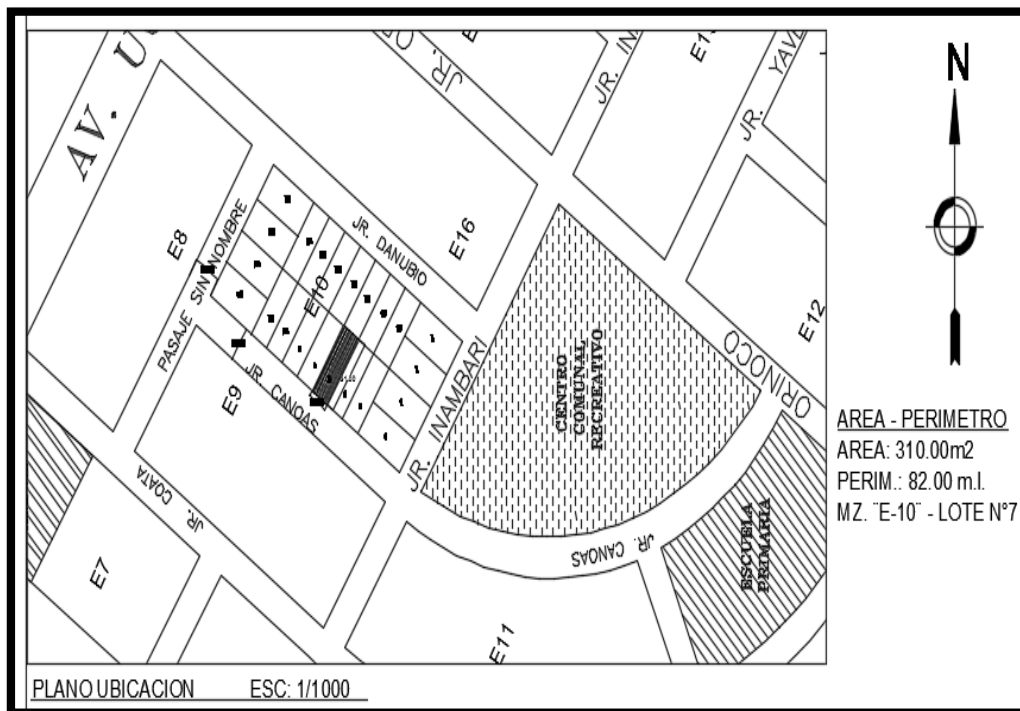 AV. U
JR.
JR.
JR.
N
E8
PASAJE SIN NOMBRE
E10
JR. DANUBIO
E16
E12
ORINOCO
CENTRO
COMUNAL
RECREATIVO
JR. INAMBARI
JR. CANOAS
E9
JR. COATA
E7
E11
JR. CANOAS
ESCUELA
PRIMARIA
AREA - PERIMETRO
AREA: 310.00m2
PERIM.: 82.00 m.l.
MZ. ¨E-10¨ - LOTE N°7
PLANO UBICACION ESC: 1/1000